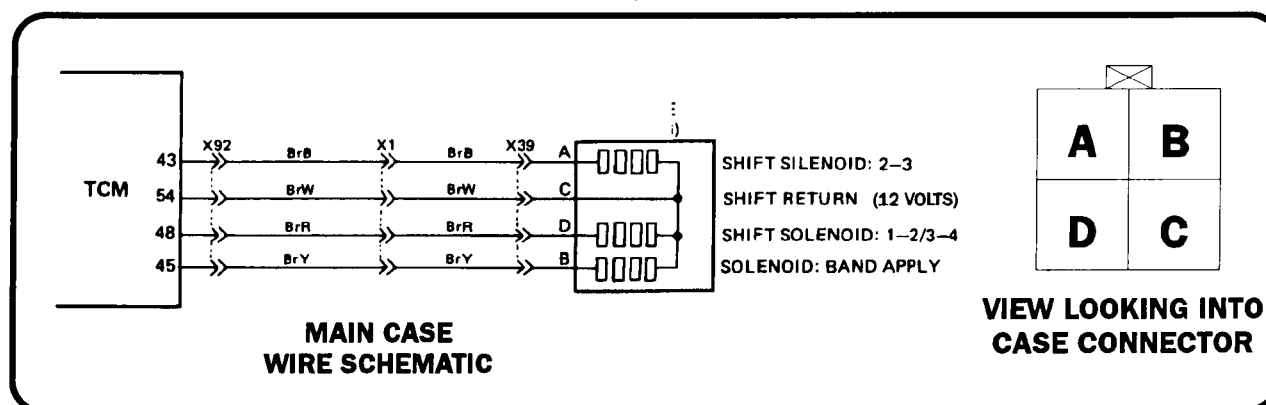 i)
X92 X1 X39
43 BrB BrB A SHIFT SILENOID: 2–3
TCM 54 BrW BrW C SHIFT RETURN (12 VOLTS)
48 BrR BrR D SHIFT SOLENOID: 1–2/3–4
45 BrY BrY B SOLENOID: BAND APPLY
MAIN CASE
WIRE SCHEMATIC
A B
D C
VIEW LOOKING INTO
CASE CONNECTOR